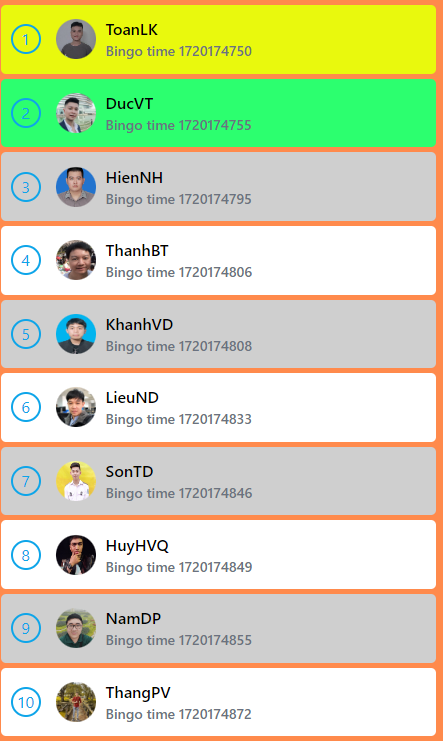 1
ToanLK
Bingo time 1720174750
2
DucVT
Bingo time 1720174755
3
HienNH
Bingo time 1720174795
4
ThanhBT
Bingo time 1720174806
5
KhanhVD
Bingo time 1720174808
6
LieuND
Bingo time 1720174833
7
SonTD
Bingo time 1720174846
8
HuyHVQ
Bingo time 1720174849
9
NamDP
Bingo time 1720174855
10
ThangPV
Bingo time 1720174872